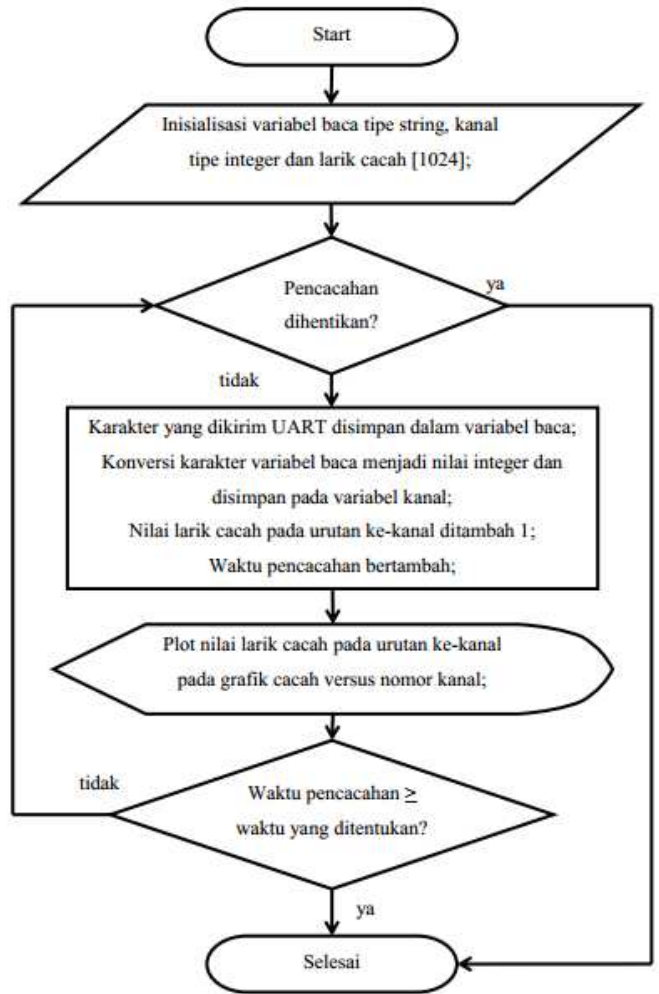 Start
Inisialisasi variabel baca tipe string, kanal
tipe integer dan larik cacah [1024];
Pencacahan
dihentikan?
ya
tidak
Karakter yang dikirim UART disimpan dalam variabel baca;
Konversi karakter variabel baca menjadi nilai integer dan
disimpan pada variabel kanal;
Nilai larik cacah pada urutan ke-kanal ditambah 1;
Waktu pencacahan bertambah;
Plot nilai larik cacah pada urutan ke-kanal
pada grafik cacah versus nomor kanal;
tidak
Waktu pencacahan ≥
waktu yang ditentukan?
ya
Selesai